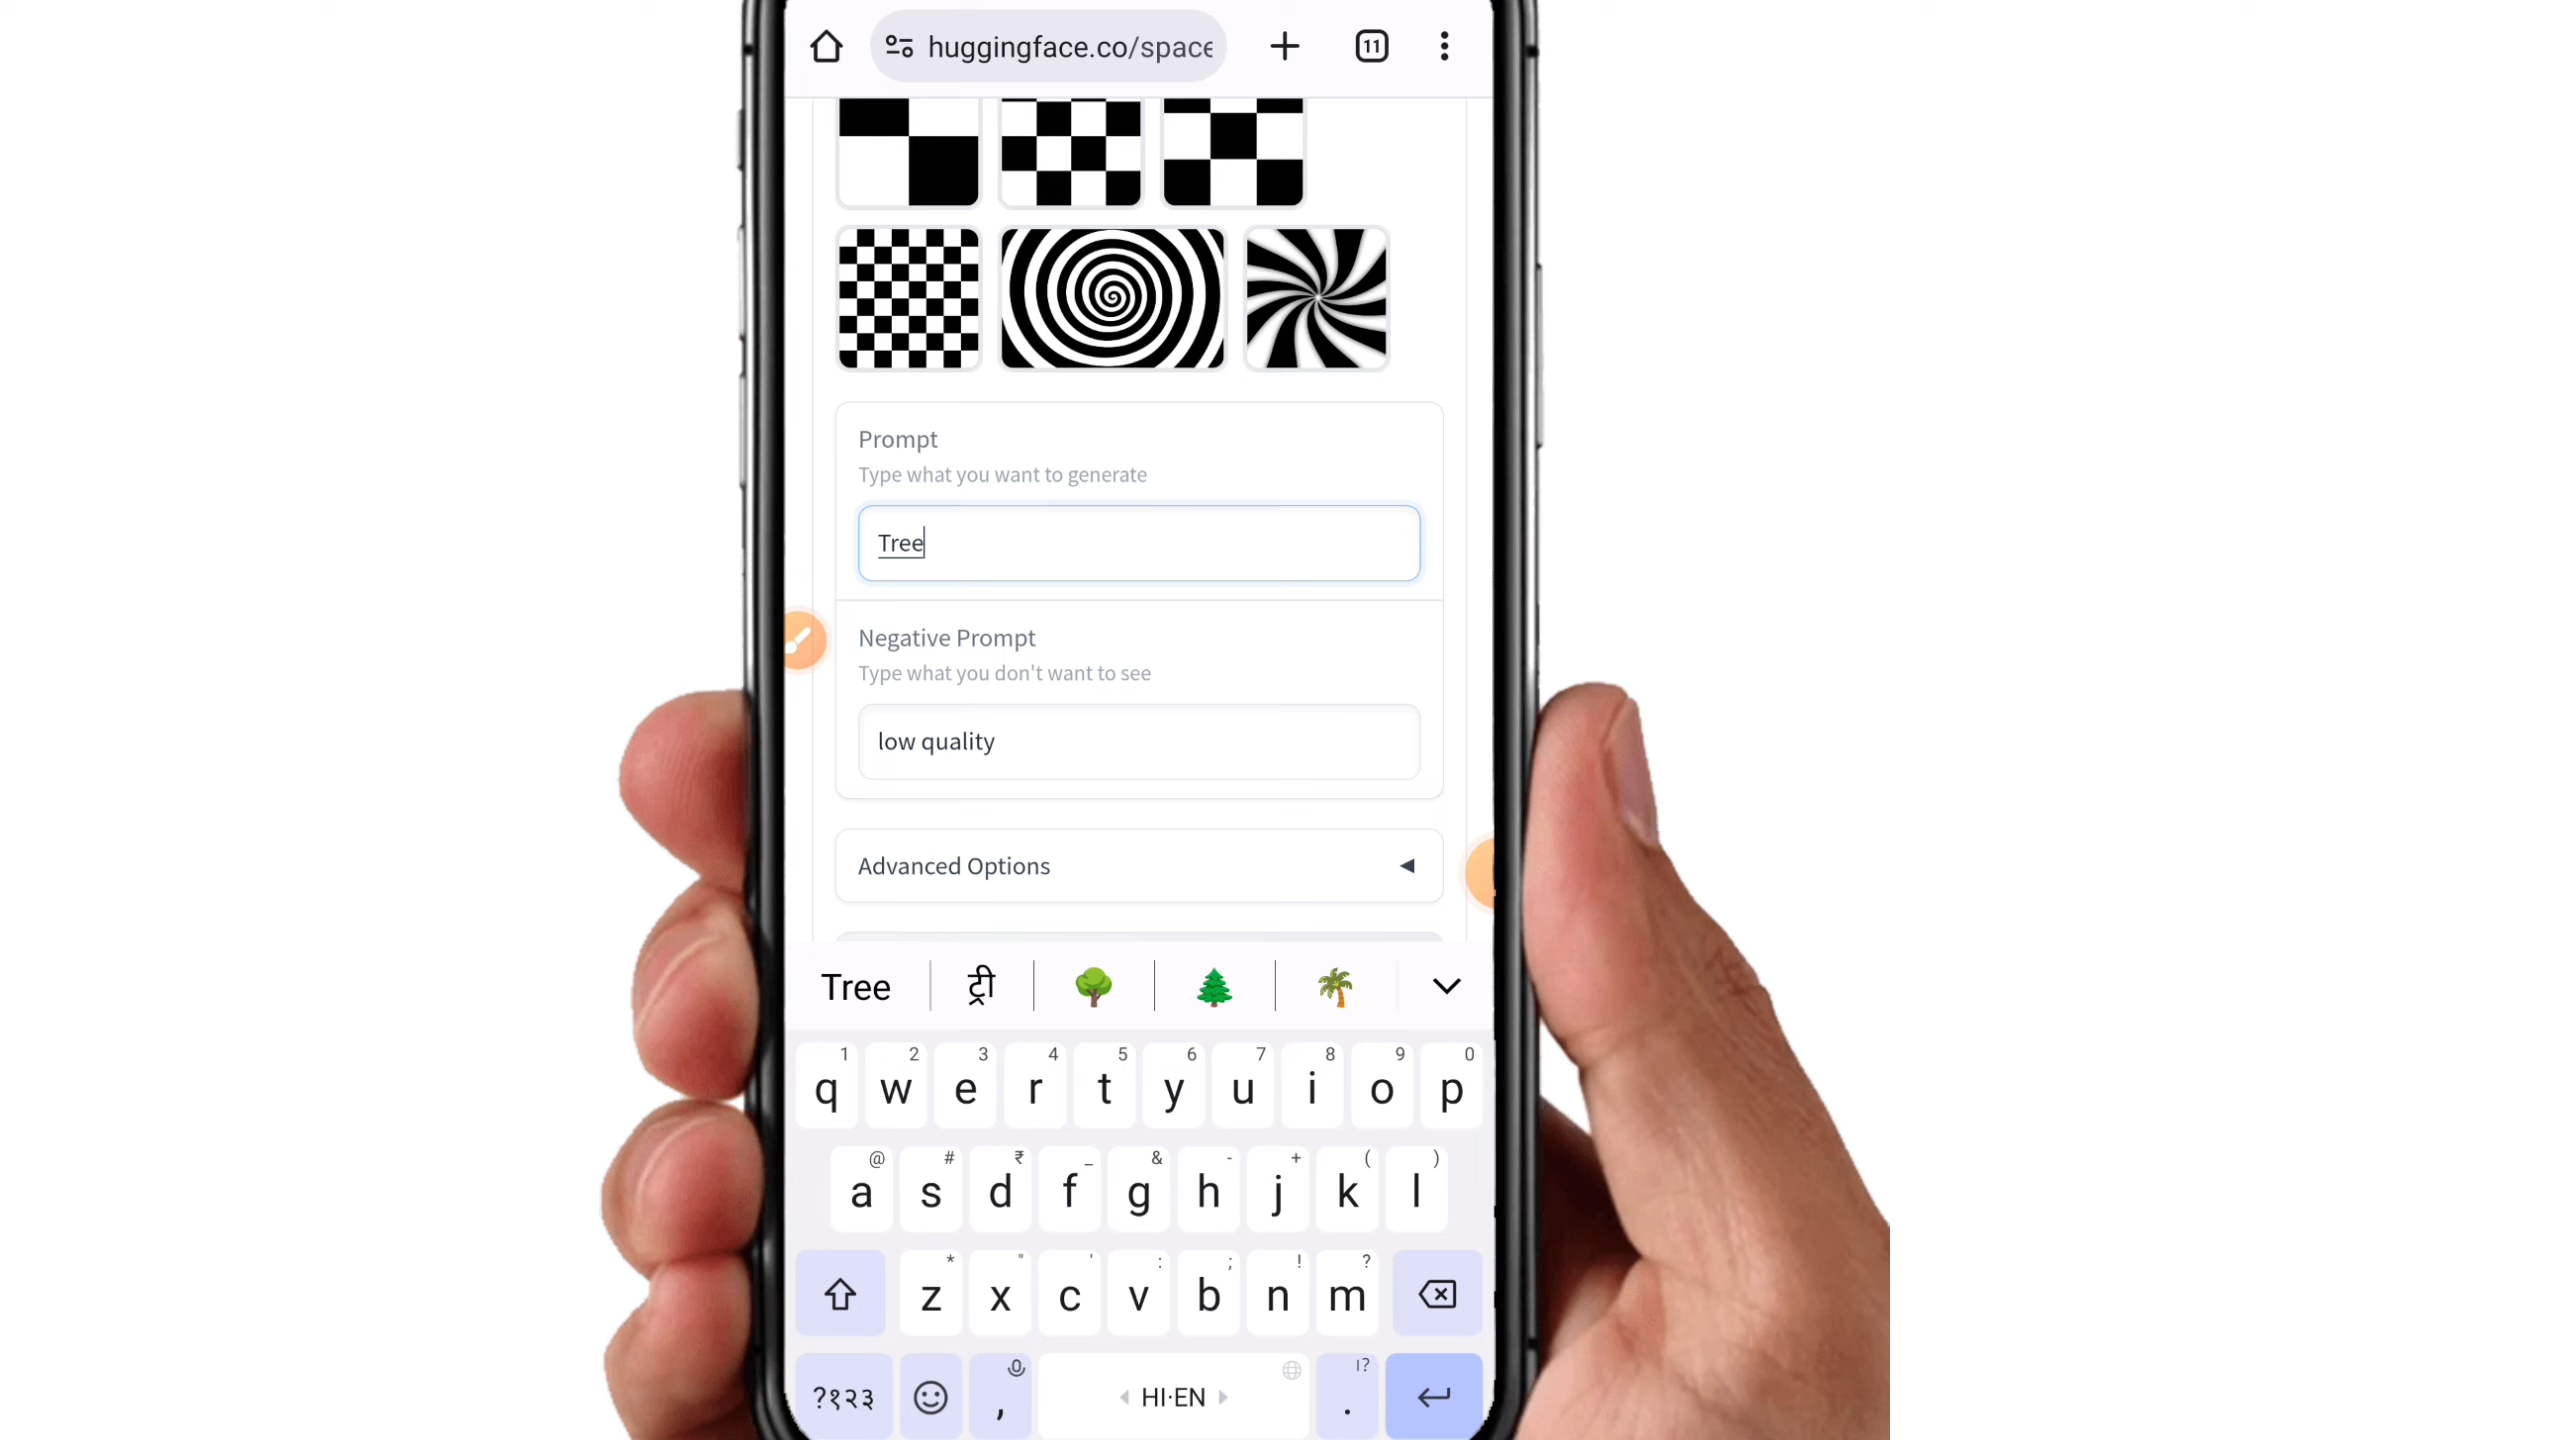 huggingface.co/space
11
Prompt
Type what you want to generate
Tree
Negative Prompt
Type what you don't want to see
low quality
Advanced Options
Tree ट्री
1 2 3 4 5 6 7 8 9 0
q w e r t y u i o p
@ # ₹ _ & - + ( )
a s d f g h j k l
* " ' : ; ! ?
z x c v b n m
!?
?१२३ , HI·EN .